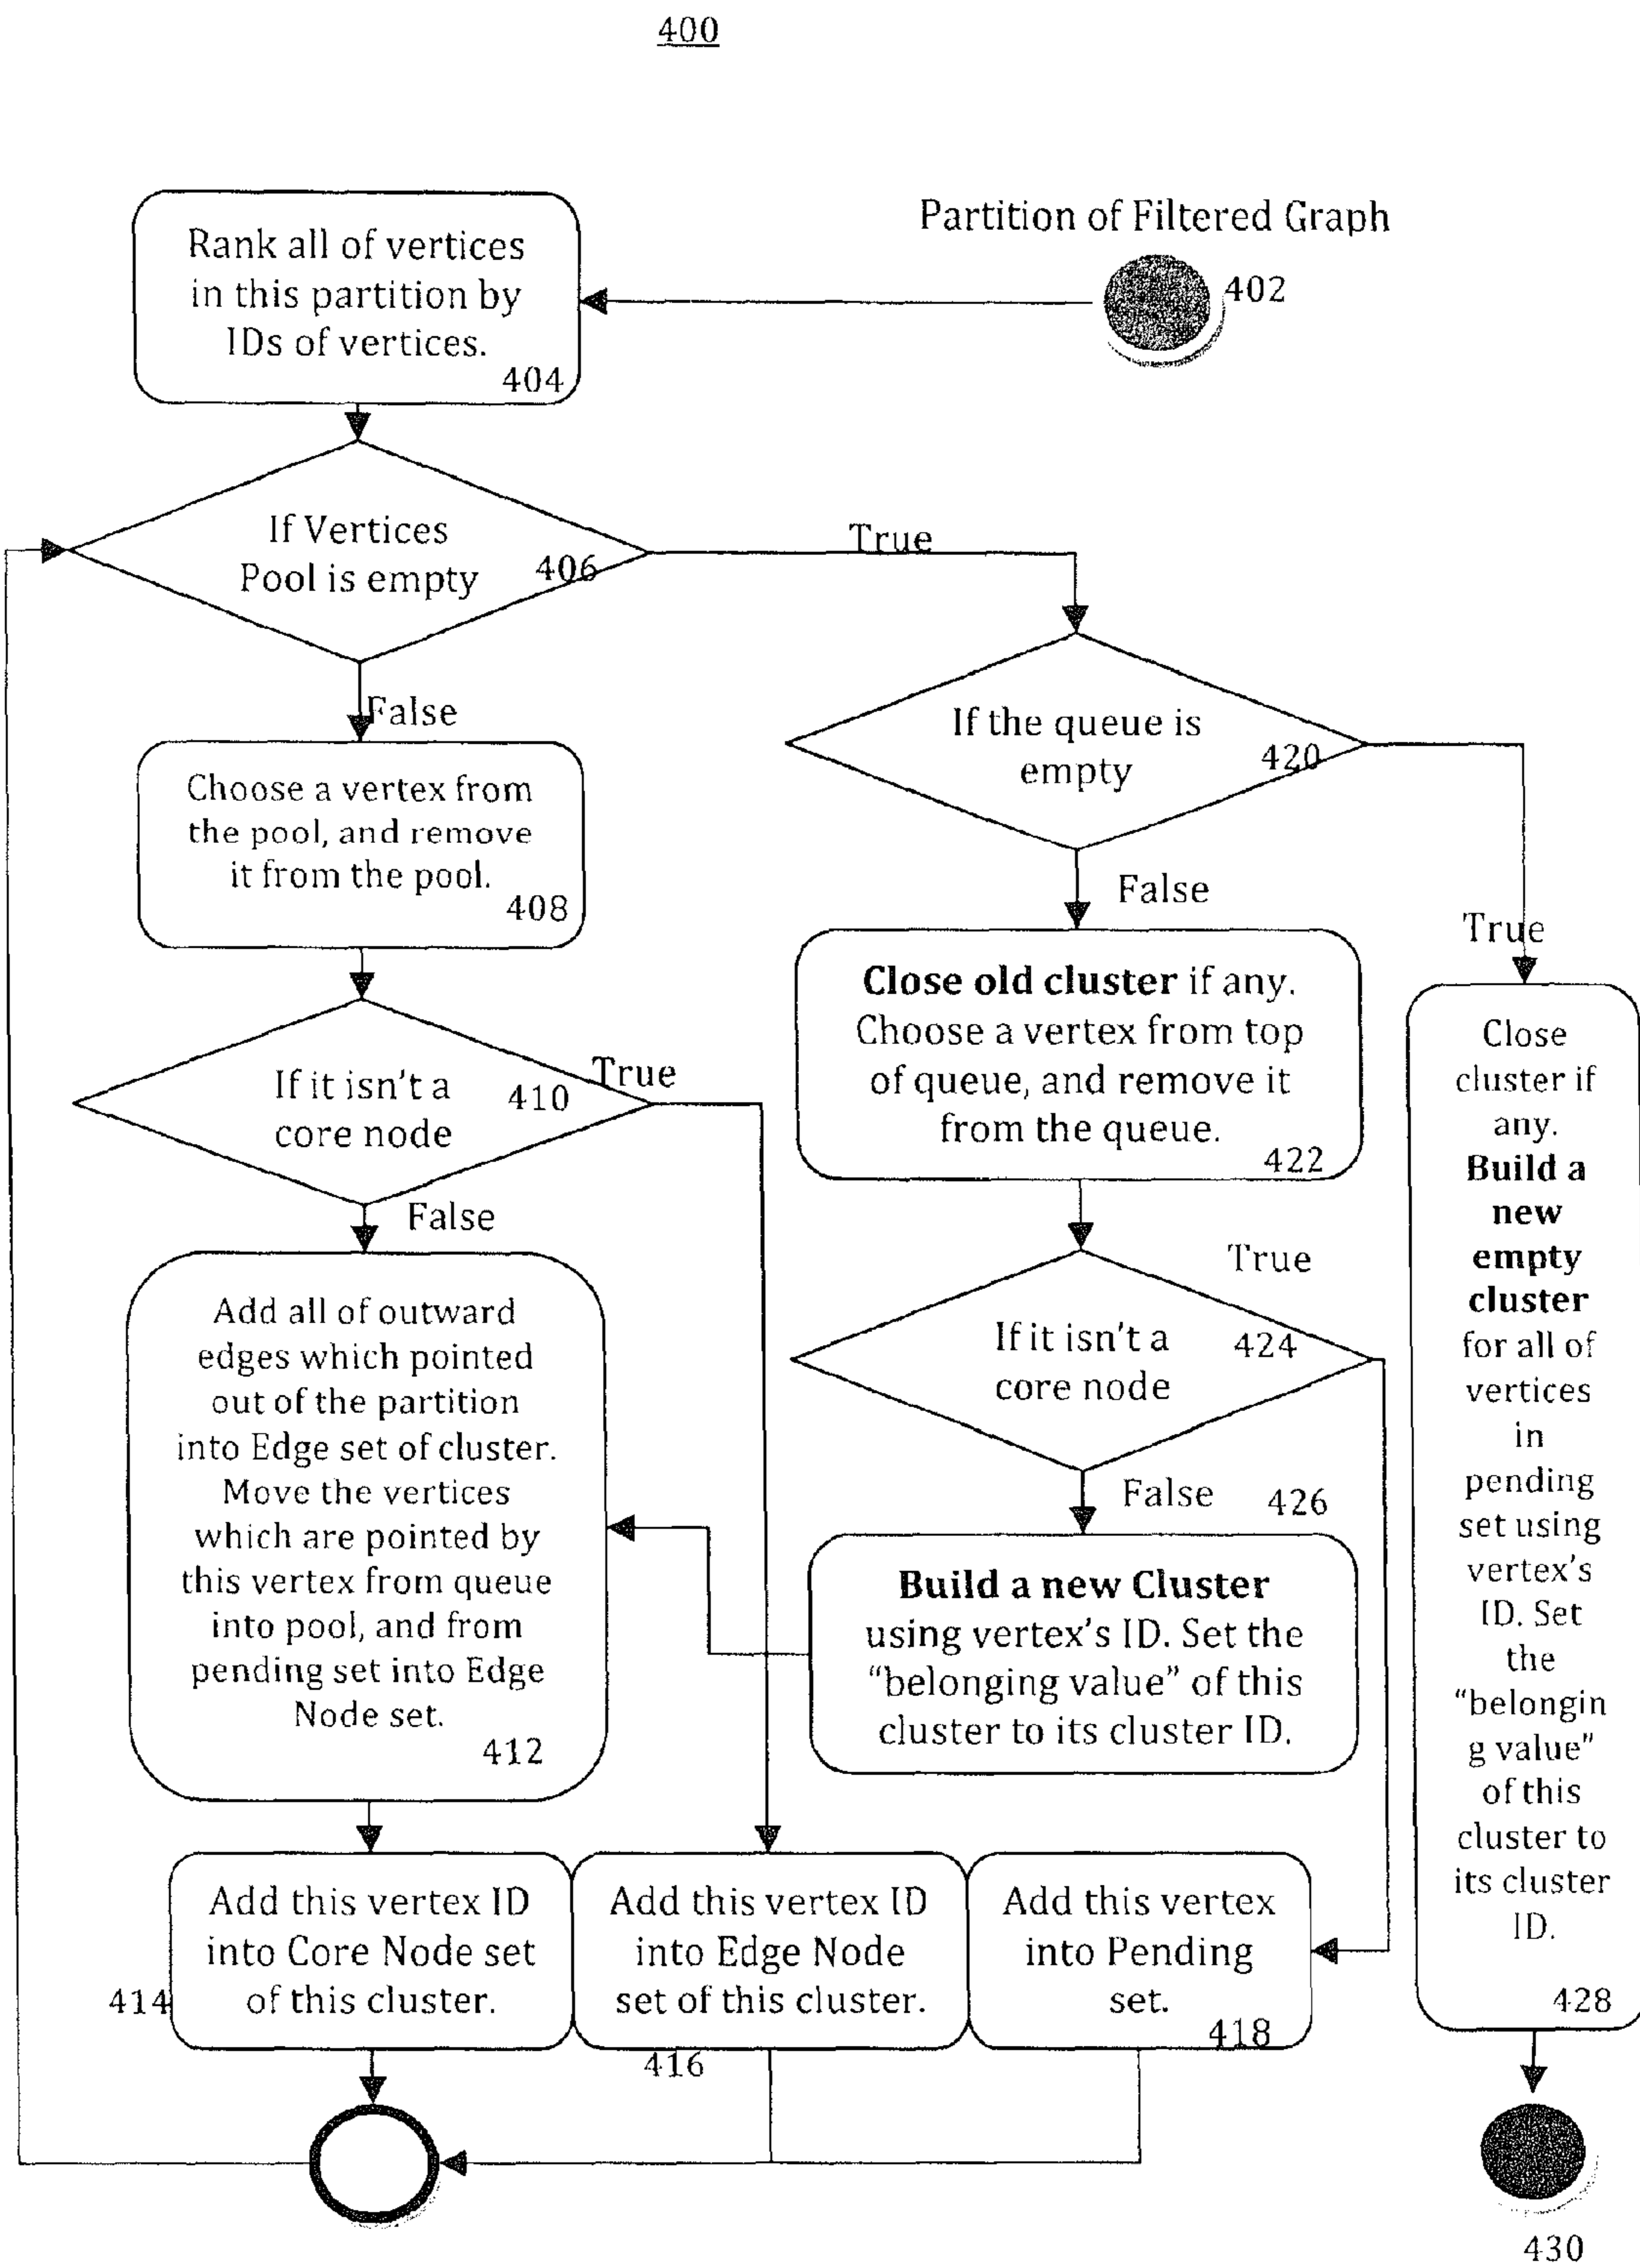 400
Partition of Filtered Graph
402
Rank all of vertices
in this partition by
IDs of vertices.
404
If Vertices
Pool is empty
406
True
False
Choose a vertex from
the pool, and remove
it from the pool.
408
If it isn't a
core node
410
True
False
Add all of outward
edges which pointed
out of the partition
into Edge set of cluster.
Move the vertices
which are pointed by
this vertex from queue
into pool, and from
pending set into Edge
Node set.
412
Add this vertex ID
into Core Node set
of this cluster.
414
Add this vertex ID
into Edge Node
set of this cluster.
416
Add this vertex
into Pending
set.
418
If the queue is
empty
420
False
True
Close old cluster if any.
Choose a vertex from top
of queue, and remove it
from the queue.
422
If it isn't a
core node
424
True
False
426
Build a new Cluster
using vertex's ID. Set the
“belonging value” of this
cluster to its cluster ID.
Close
cluster if
any.
Build a
new
empty
cluster
for all of
vertices
in
pending
set using
vertex's
ID. Set
the
“belongin
g value”
of this
cluster to
its cluster
ID.
428
430